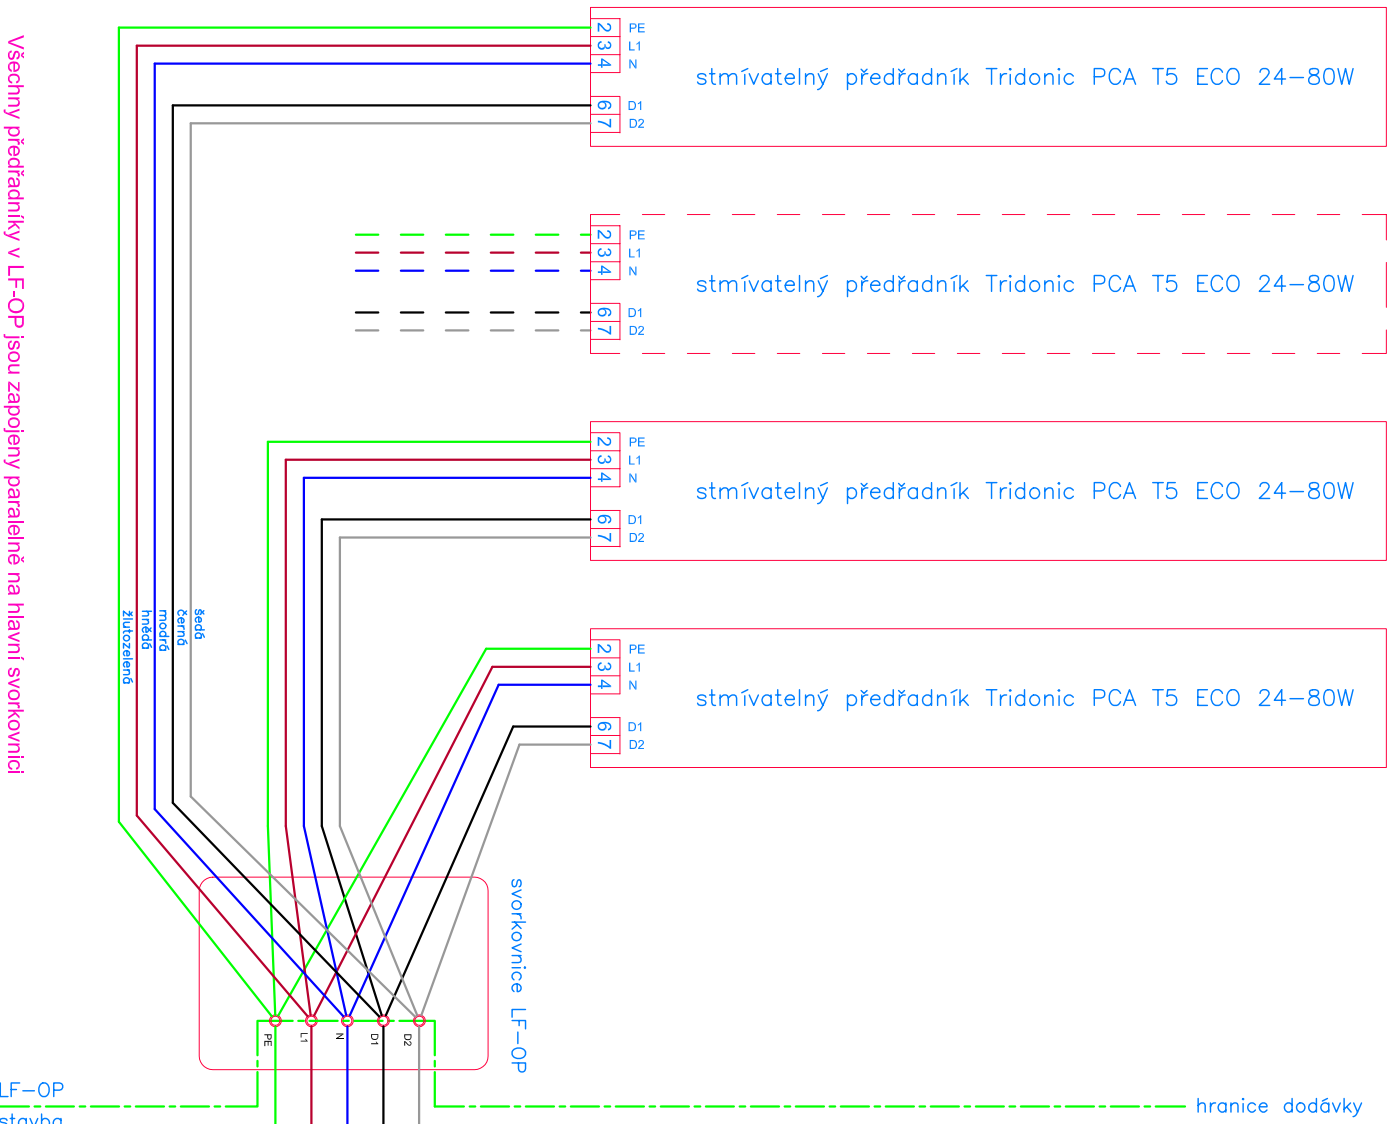 Všechny předřadníky v LF-OP jsou zapojeny paralelně na hlavní svorkovnici
2 PE
3 L1
4 N
6 D1
7 D2
stmívatelný předřadník Tridonic PCA T5 ECO 24-80W
2 PE
3 L1
4 N
6 D1
7 D2
stmívatelný předřadník Tridonic PCA T5 ECO 24-80W
2 PE
3 L1
4 N
6 D1
7 D2
stmívatelný předřadník Tridonic PCA T5 ECO 24-80W
2 PE
3 L1
4 N
6 D1
7 D2
stmívatelný předřadník Tridonic PCA T5 ECO 24-80W
šedá
černá
modrá
hnědá
žlutozelená
svorkovnice LF-OP
PE
L1
N
D1
D2
LF-OP
stavba
hranice dodávky